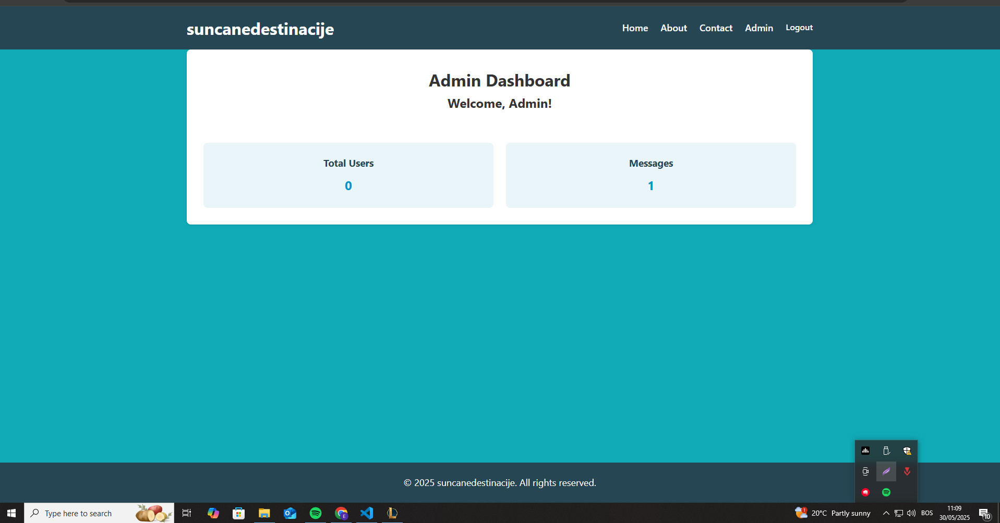 suncanedestinacije
Home About Contact Admin Logout
Admin Dashboard
Welcome, Admin!
Total Users
0
Messages
1
© 2025 suncanedestinacije. All rights reserved.
Type here to search
E
1
20°C Partly sunny
BOS
11:09
30/05/2025
10